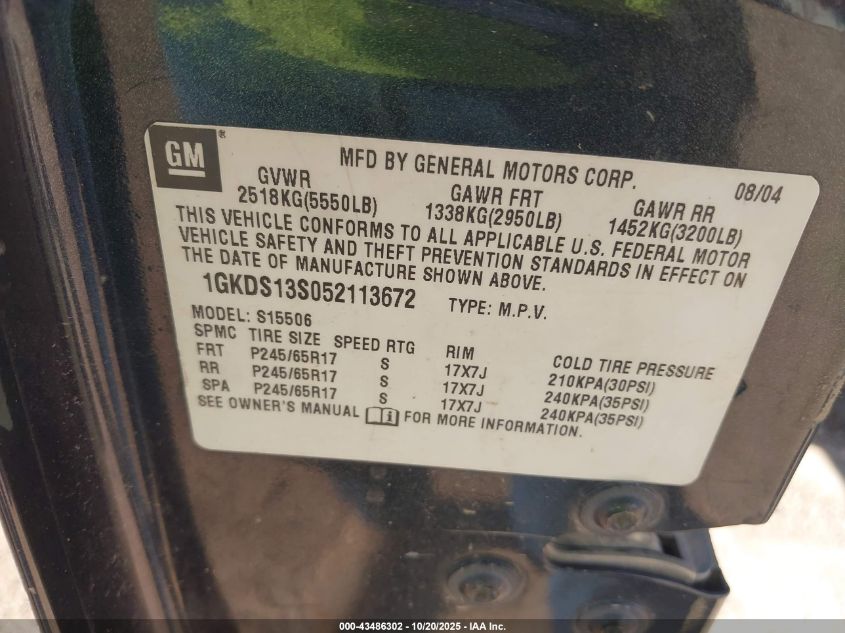 GM ®
MFD BY GENERAL MOTORS CORP. 08/04
GVWR GAWR FRT GAWR RR
2518KG(5550LB) 1338KG(2950LB) 1452KG(3200LB)
THIS VEHICLE CONFORMS TO ALL APPLICABLE U.S. FEDERAL MOTOR
VEHICLE SAFETY AND THEFT PREVENTION STANDARDS IN EFFECT ON
THE DATE OF MANUFACTURE SHOWN ABOVE.
1GKDS13S052113672 TYPE: M.P.V.
MODEL: S15506
SPMC TIRE SIZE SPEED RTG RIM COLD TIRE PRESSURE
FRT P245/65R17 S 17X7J 210KPA(30PSI)
RR P245/65R17 S 17X7J 240KPA(35PSI)
SPA P245/65R17 S 17X7J 240KPA(35PSI)
SEE OWNER'S MANUAL FOR MORE INFORMATION.
000-43486302 - 10/20/2025 - IAA Inc.